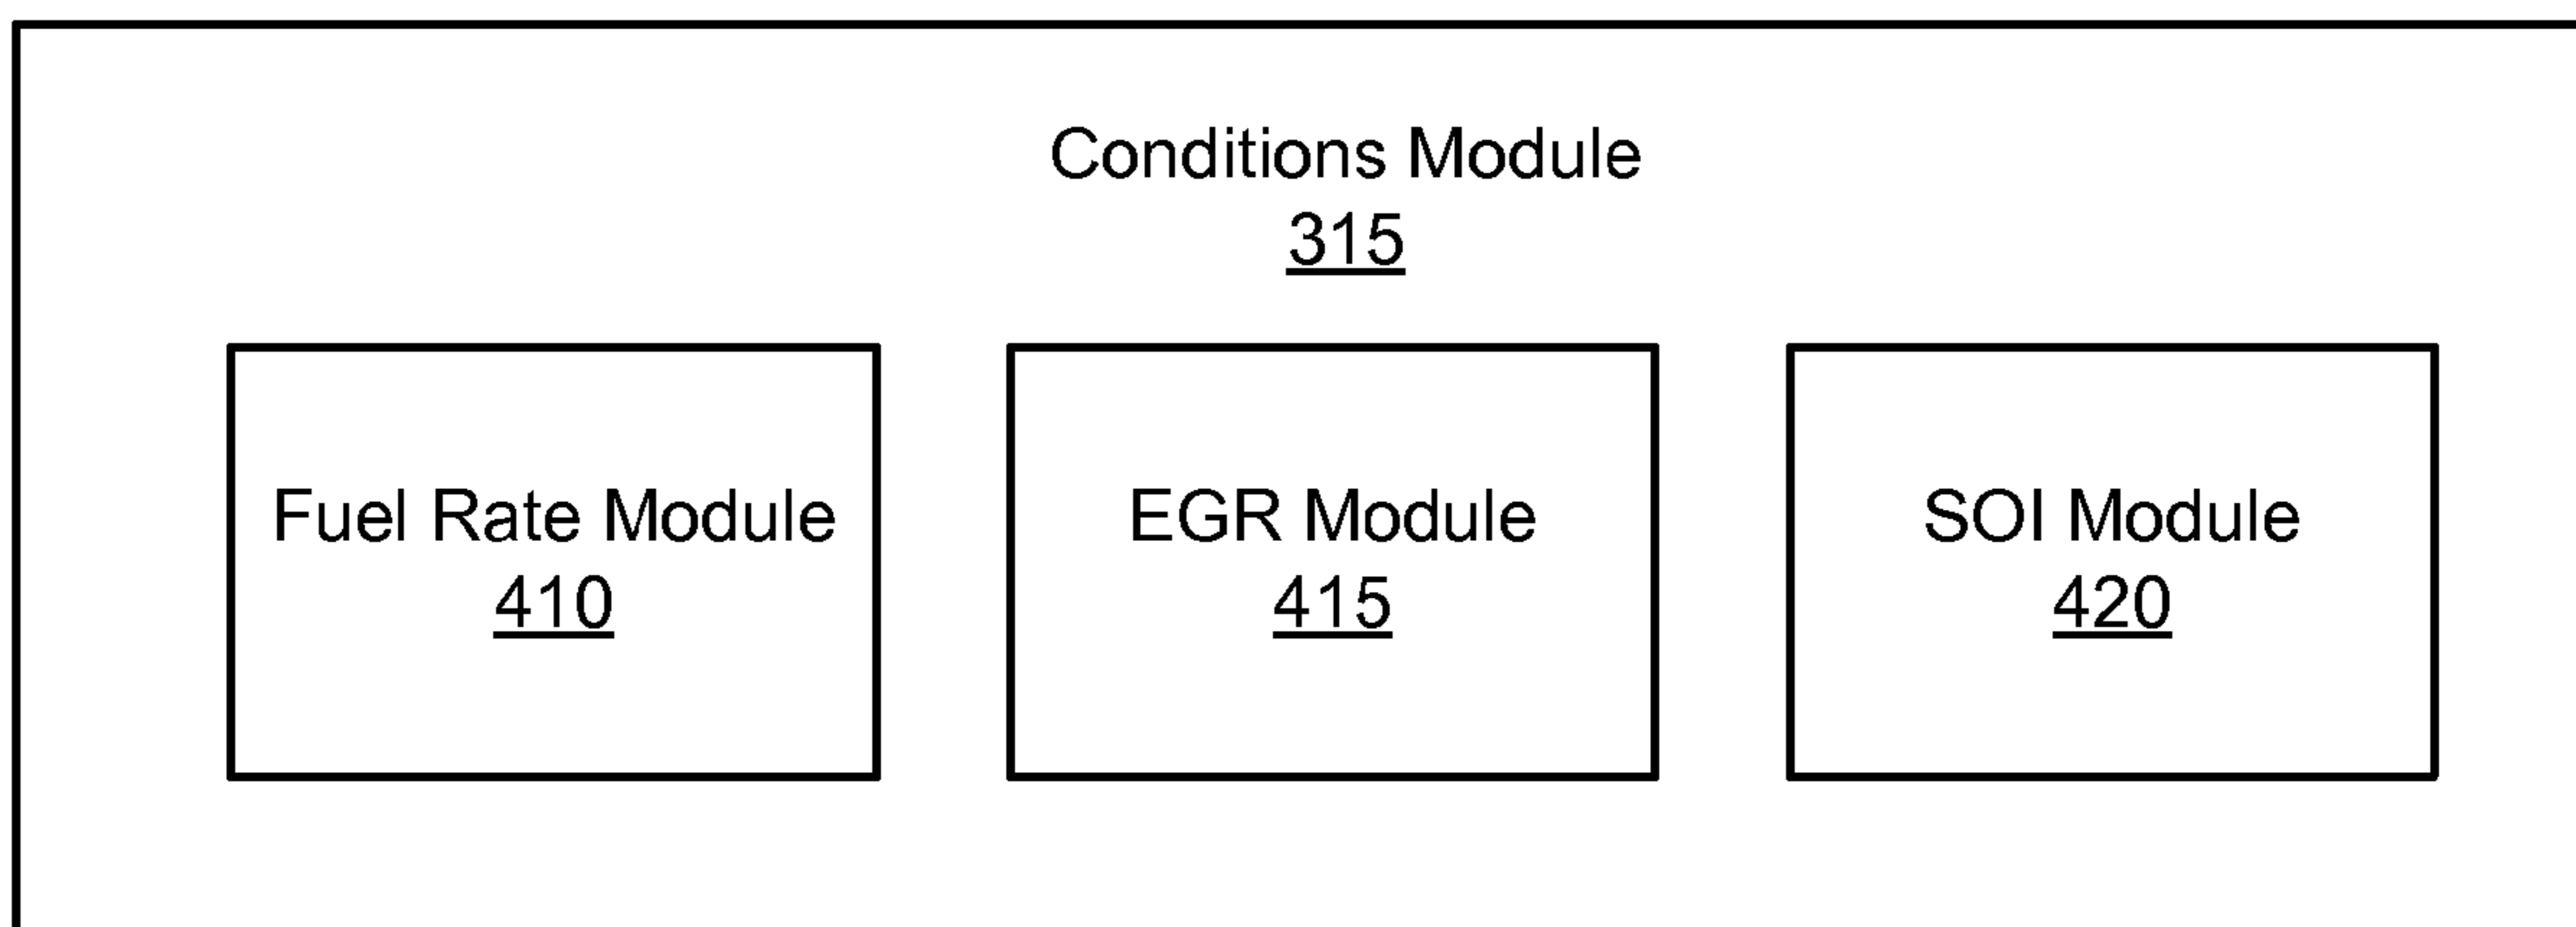 Conditions Module
315
Fuel Rate Module
410
EGR Module
415
SOI Module
420